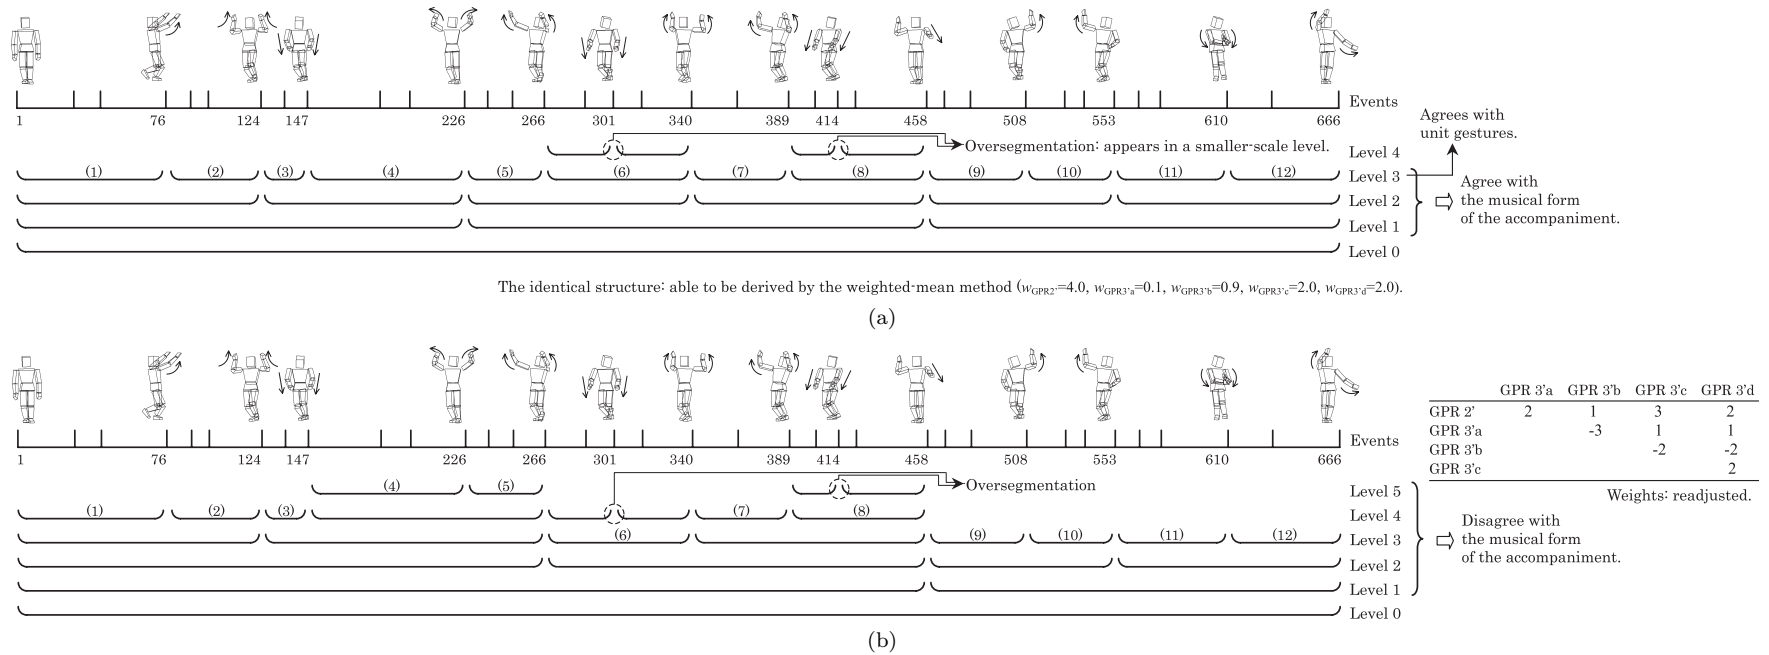 Events
1 76 124 147 226 266 301 340 389 414 458 508 553 610 666
Agrees with
unit gestures.
Oversegmentation: appears in a smaller-scale level.
Level 4
(1) (2) (3) (4) (5) (6) (7) (8) (9) (10) (11) (12) Level 3
Agree with
the musical form
of the accompaniment.
Level 2
Level 1
Level 0
The identical structure: able to be derived by the weighted-mean method (wGPR2'=4.0, wGPR3'a=0.1, wGPR3'b=0.9, wGPR3'c=2.0, wGPR3'd=2.0).
(a)
Events
1 76 124 147 226 266 301 340 389 414 458 508 553 610 666
GPR 3'a GPR 3'b GPR 3'c GPR 3'd
GPR 2' 2 1 3 2
GPR 3'a -3 1 1
GPR 3'b -2 -2
GPR 3'c 2
Weights: readjusted.
Oversegmentation
(4) (5) Level 5
(1) (2) (3) (7) (8) Level 4
(6) (9) (10) (11) (12) Level 3
Level 2
Level 1
Level 0
Disagree with
the musical form
of the accompaniment.
(b)